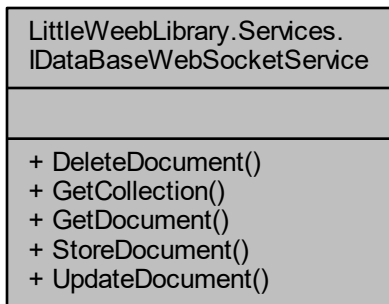 LittleWeebLibrary.Services.
IDataBaseWebSocketService
+ DeleteDocument()
+ GetCollection()
+ GetDocument()
+ StoreDocument()
+ UpdateDocument()